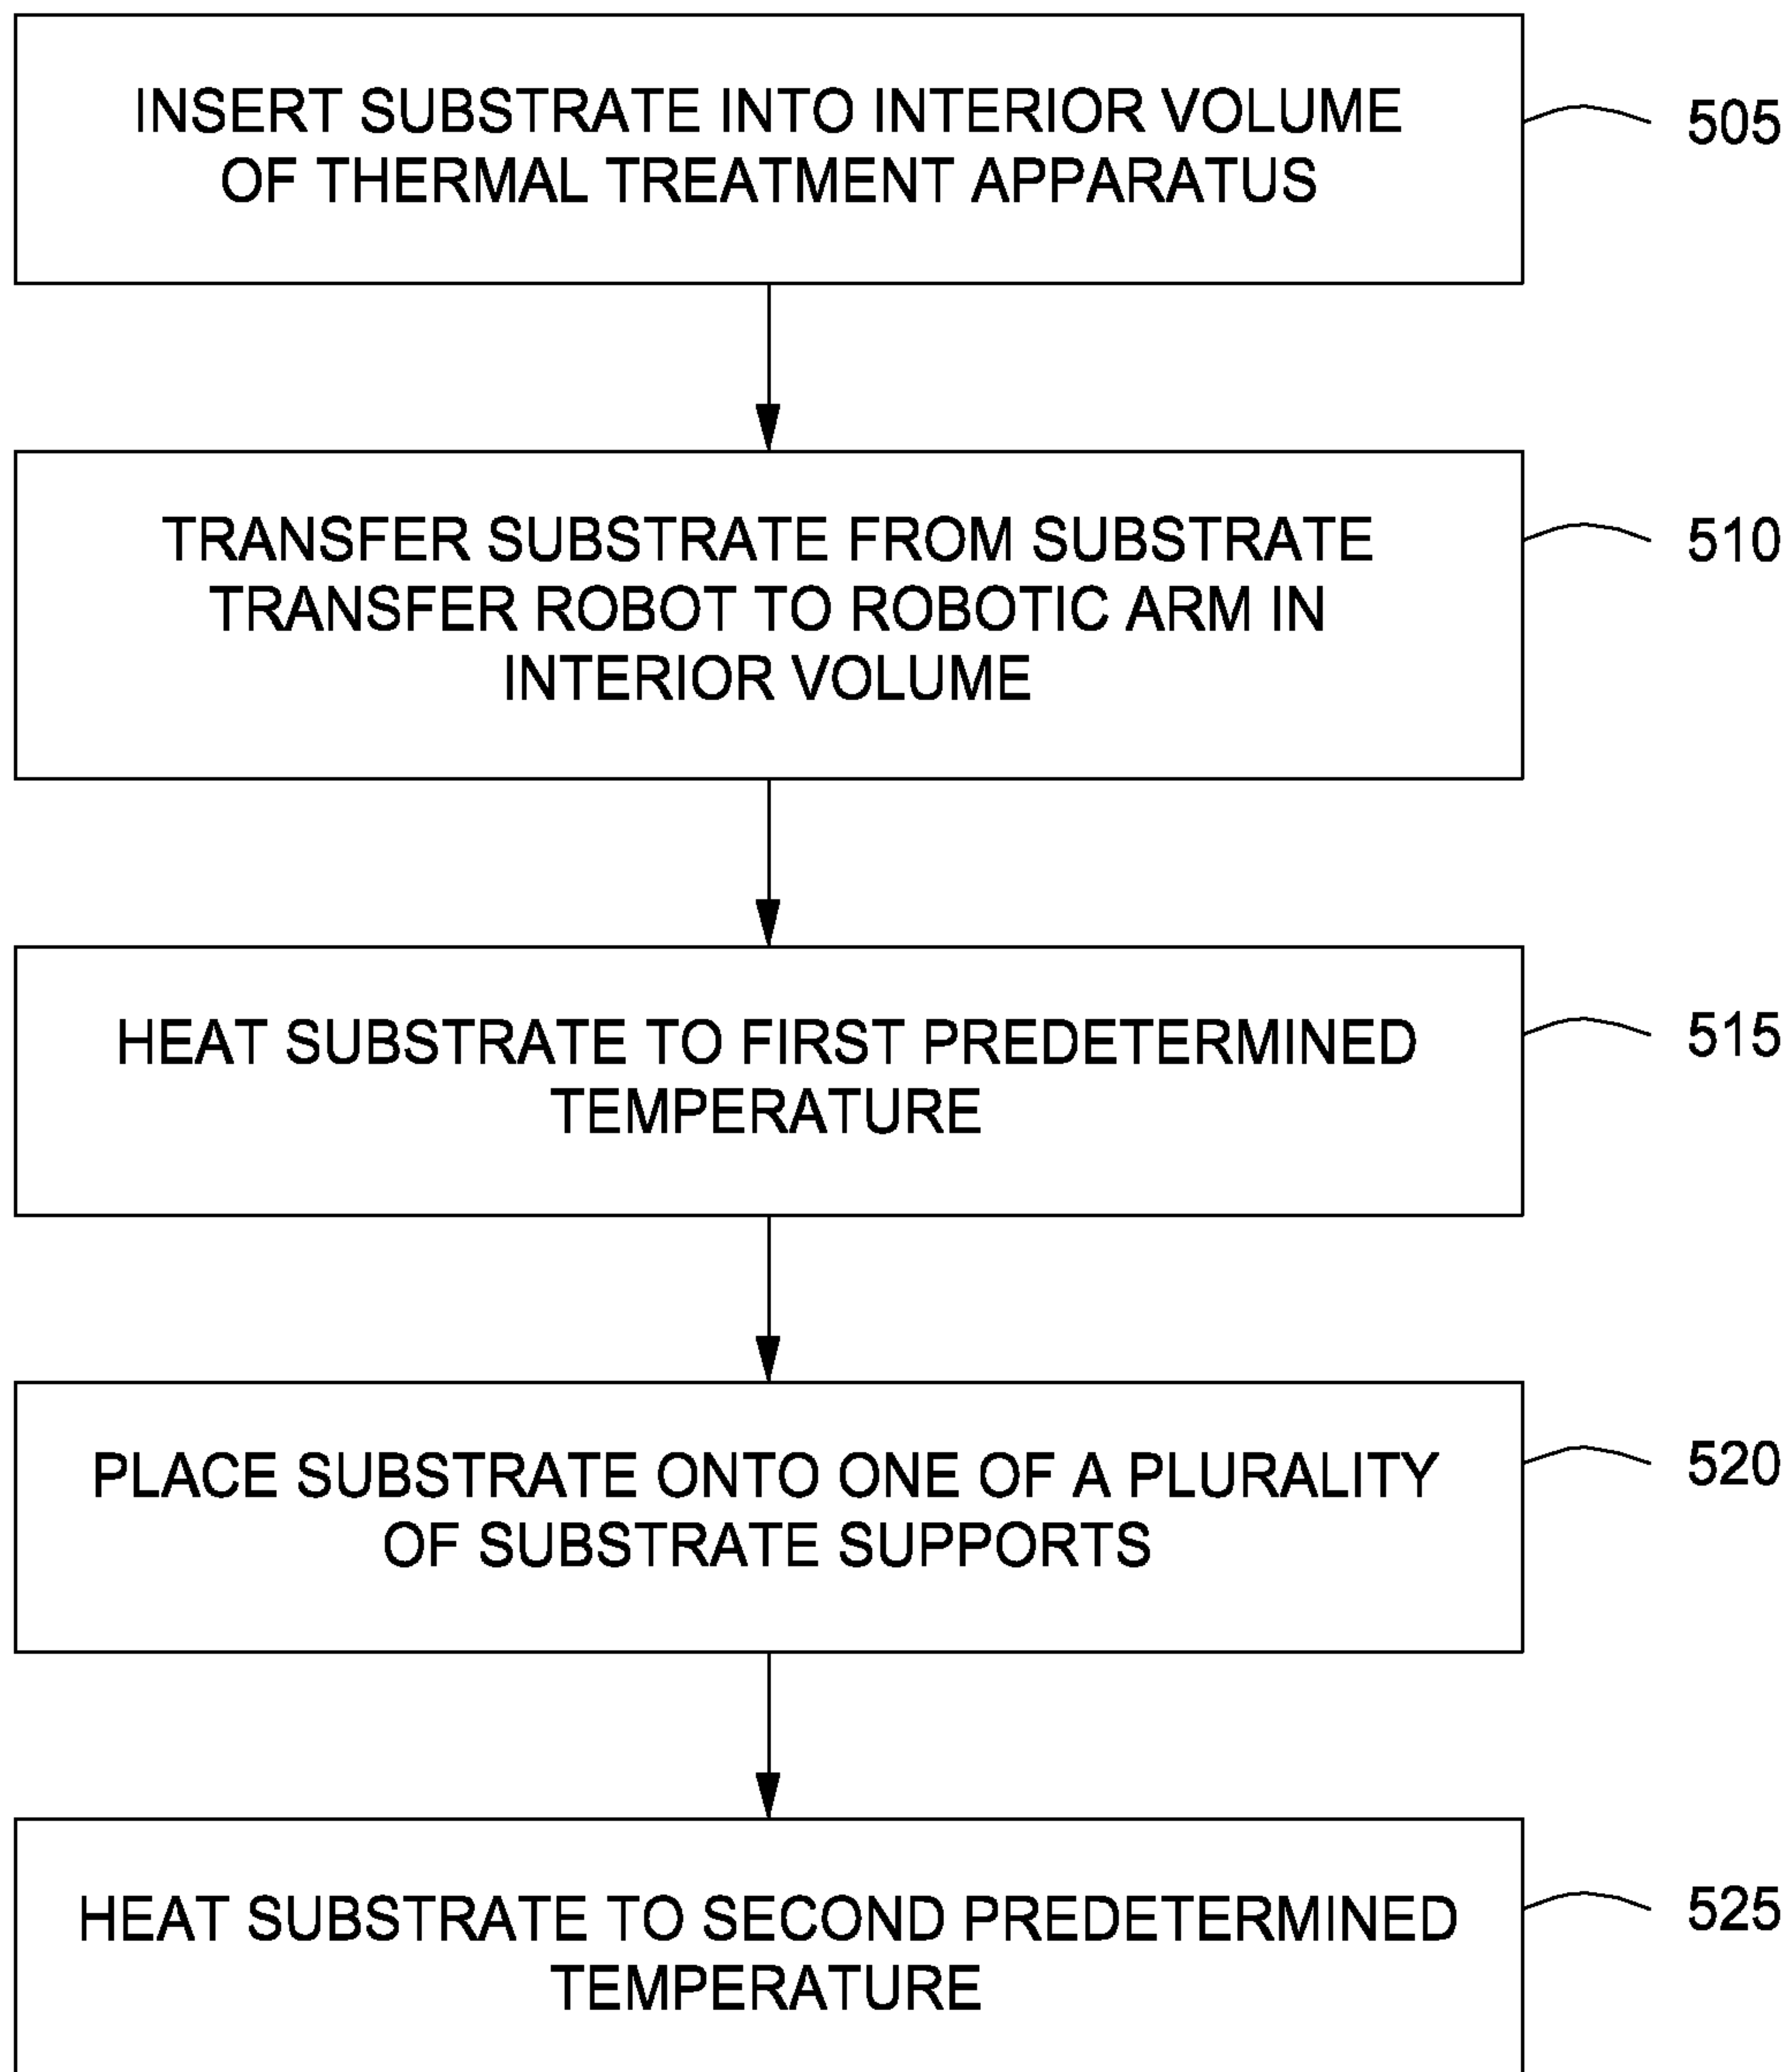 INSERT SUBSTRATE INTO INTERIOR VOLUME
OF THERMAL TREATMENT APPARATUS
505
TRANSFER SUBSTRATE FROM SUBSTRATE
TRANSFER ROBOT TO ROBOTIC ARM IN
INTERIOR VOLUME
510
HEAT SUBSTRATE TO FIRST PREDETERMINED
TEMPERATURE
515
PLACE SUBSTRATE ONTO ONE OF A PLURALITY
OF SUBSTRATE SUPPORTS
520
HEAT SUBSTRATE TO SECOND PREDETERMINED
TEMPERATURE
525